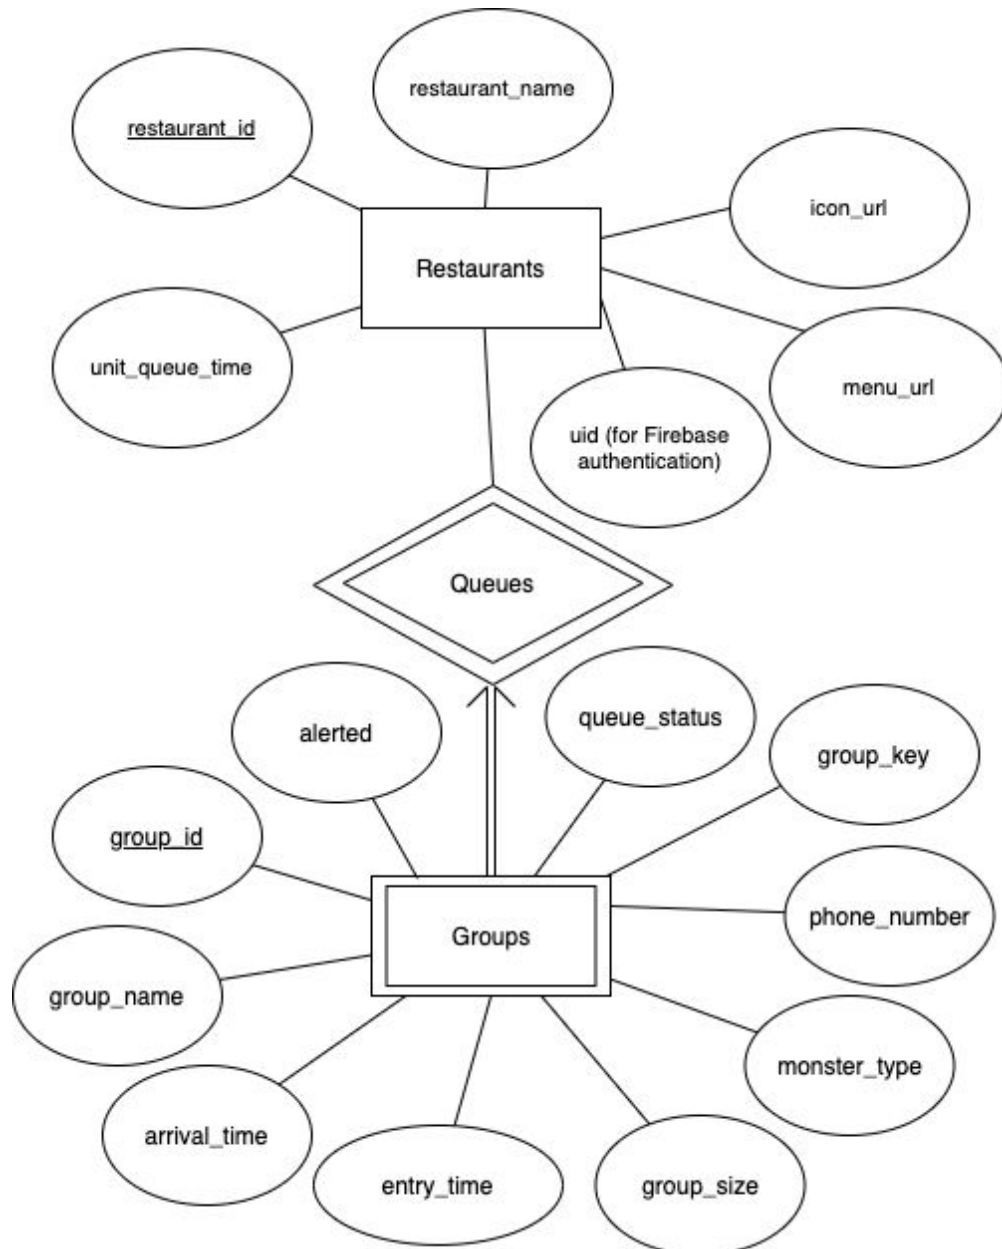 restaurant_name
restaurant_id
icon_url
Restaurants
unit_queue_time
menu_url
uid (for Firebase
authentication)
Queues
alerted
queue_status
group_key
group_id
phone_number
Groups
group_name
monster_type
arrival_time
entry_time
group_size